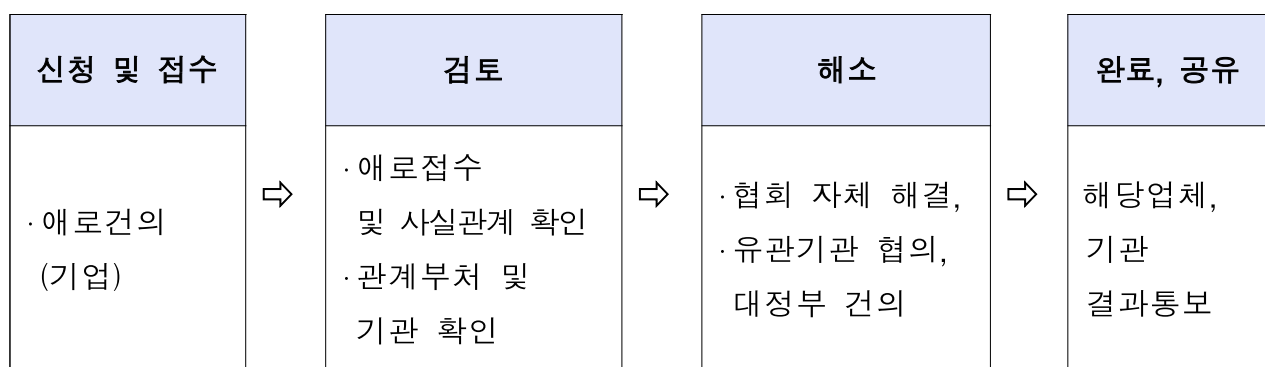 신청 및 접수
· 애로건의
(기업)
⇨
검토
· 애로접수
및 사실관계 확인
· 관계부처 및
기관 확인
⇨
해소
· 협회 자체 해결,
· 유관기관 협의,
대정부 건의
⇨
완료, 공유
해당업체,
기관
결과통보